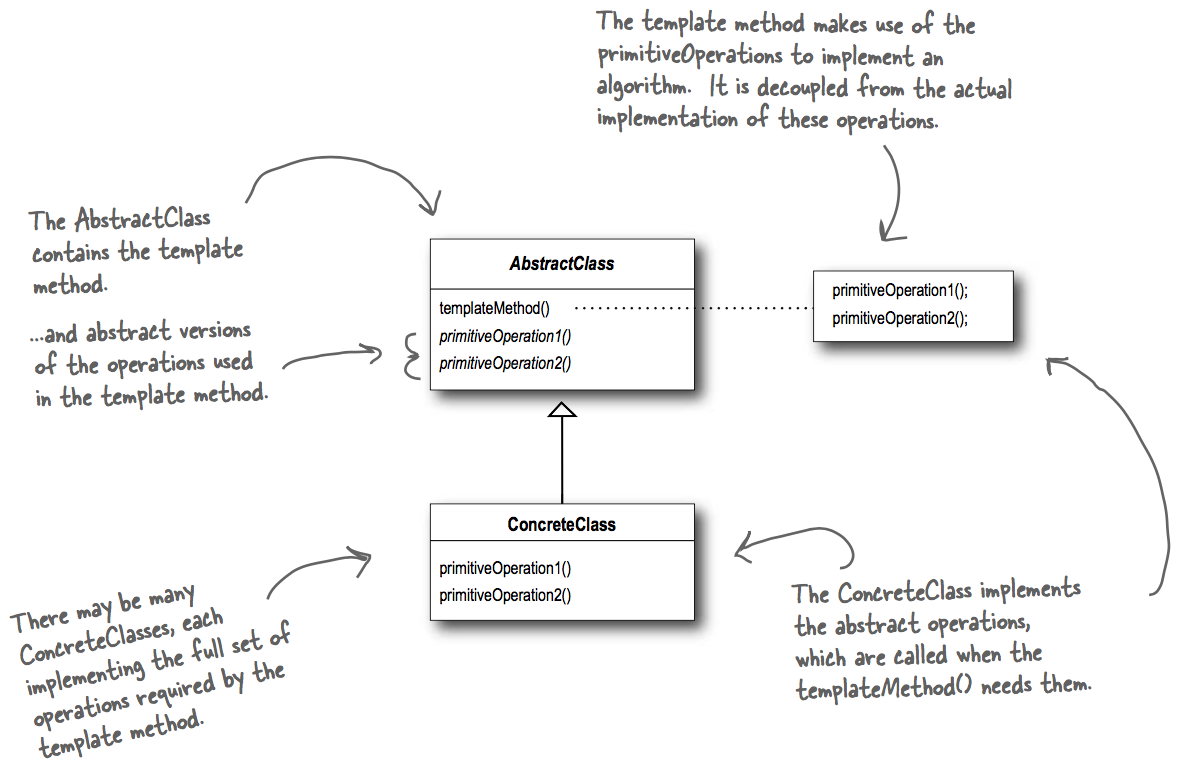 The template method makes use of the
primitiveOperations to implement an
algorithm. It is decoupled from the actual
implementation of these operations.
The AbstractClass
contains the template
method.
...and abstract versions
of the operations used
in the template method.
AbstractClass
templateMethod()
primitiveOperation1()
primitiveOperation2()
primitiveOperation1();
primitiveOperation2();
ConcreteClass
primitiveOperation1()
primitiveOperation2()
There may be many
ConcreteClasses, each
implementing the full set of
operations required by the
template method.
The ConcreteClass implements
the abstract operations,
which are called when the
templateMethod() needs them.